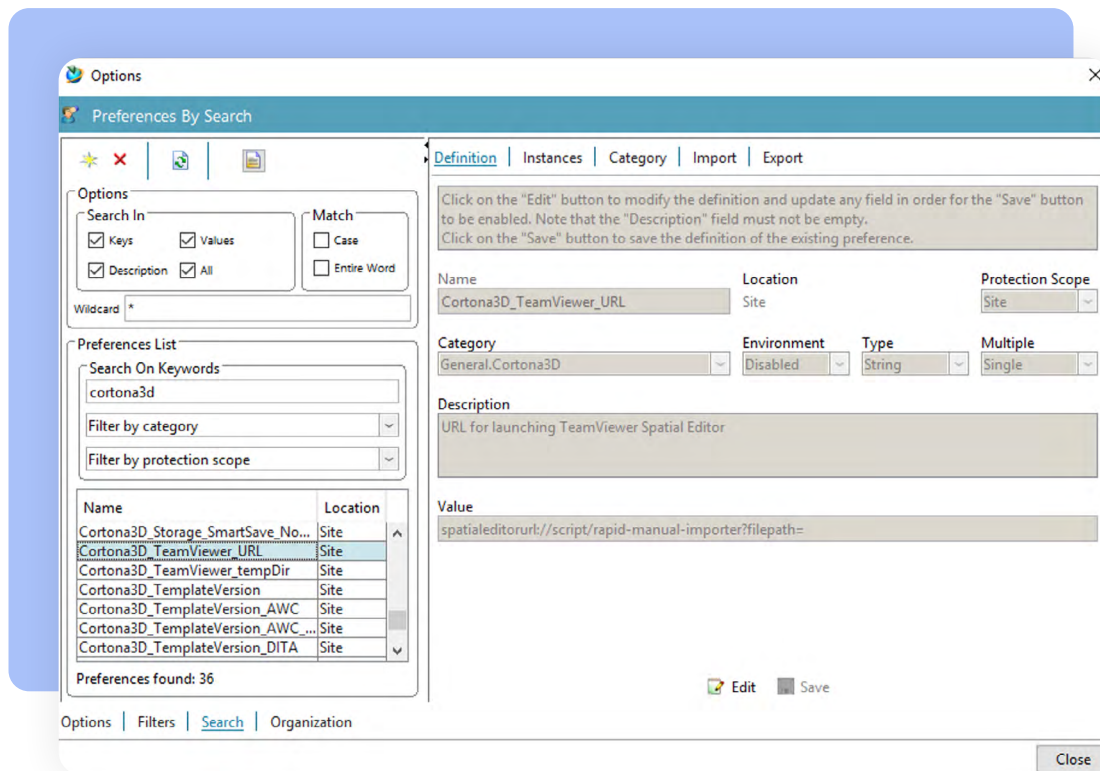 Options
Preferences By Search
Options
Search In
Keys
Values
Description
All
Match
Case
Entire Word
Wildcard *
Preferences List
Search On Keywords
cortona3d
Filter by category
Filter by protection scope
Name Location
Cortona3D_Storage_SmartSave_No... Site
Cortona3D_TeamViewer_URL Site
Cortona3D_TeamViewer_tempDir Site
Cortona3D_TemplateVersion Site
Cortona3D_TemplateVersion_AWC Site
Cortona3D_TemplateVersion_AWC_... Site
Cortona3D_TemplateVersion_DITA Site
Preferences found: 36
Options Filters Search Organization
Definition Instances Category Import Export
Click on the "Edit" button to modify the definition and update any field in order for the "Save" button
to be enabled. Note that the "Description" field must not be empty.
Click on the "Save" button to save the definition of the existing preference.
Name
Cortona3D_TeamViewer_URL
Location
Site
Protection Scope
Site
Category
General.Cortona3D
Environment
Disabled
Type
String
Multiple
Single
Description
URL for launching TeamViewer Spatial Editor
Value
spatialeditorurl://script/rapid-manual-importer?filepath=
Edit Save
Close